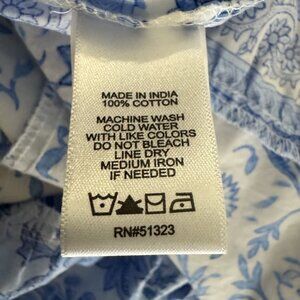 MADE IN INDIA
100% COTTON
MACHINE WASH
COLD WATER
WITH LIKE COLORS
DO NOT BLEACH
LINE DRY
MEDIUM IRON
IF NEEDED
RN#51323